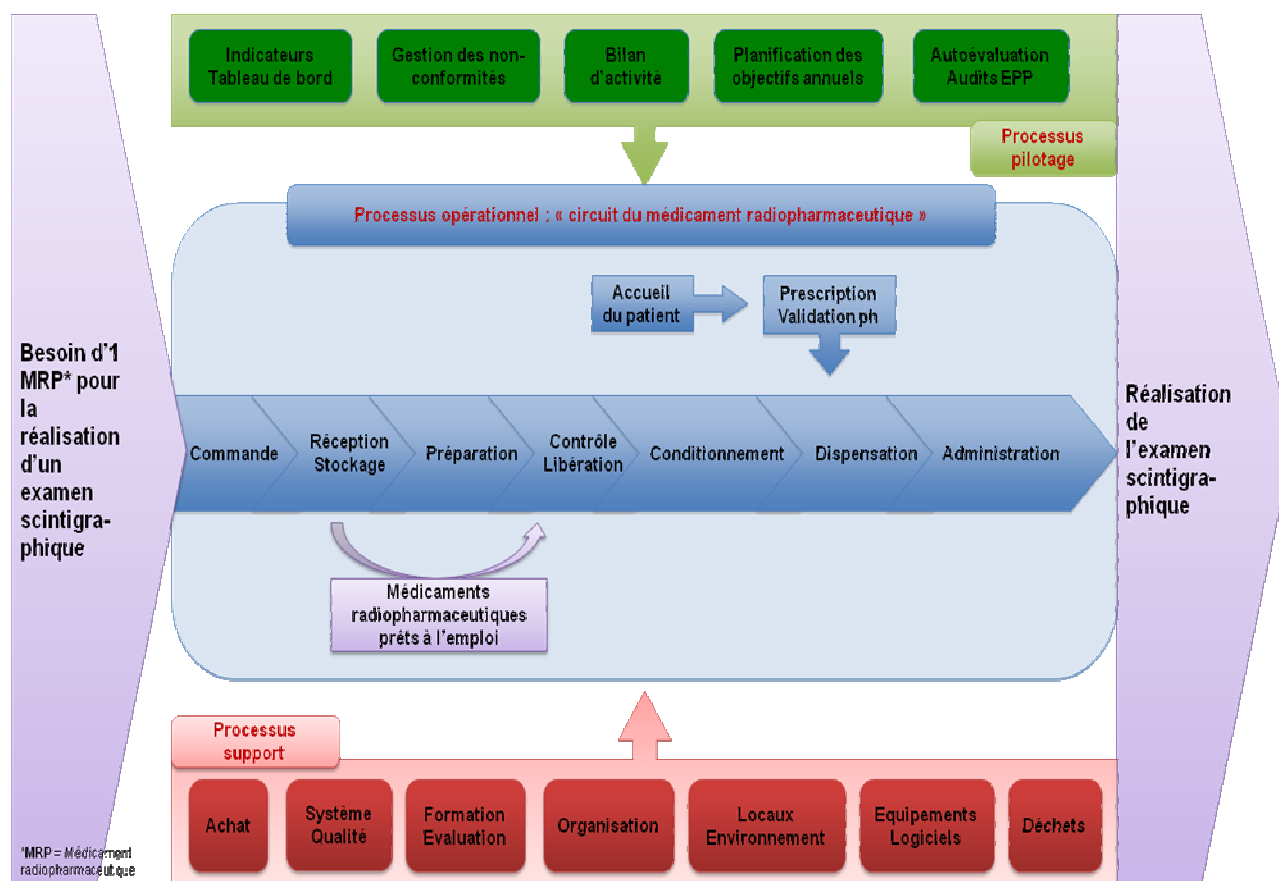 Indicateurs
Tableau de bord
Gestion des non-
conformités
Bilan
d'activité
Planification des
objectifs annuels
Autoévaluation
Audits EPP
Processus
pilotage
Processus opérationnel : « circuit du médicament radiopharmaceutique »
Accueil
du patient
Prescription
Validation ph
Besoin d'1
MRP* pour
la
réalisation
d'un
examen
scintigra-
phique
Commande
Réception
Stockage
Préparation
Contrôle
Libération
Conditionnement
Dispensation
Administration
Réalisation
de
l'examen
scintigra-
phique
Médicaments
radiopharmaceutiques
prêts à l'emploi
Processus
support
Achat
Système
Qualité
Formation
Evaluation
Organisation
Locaux
Environnement
Equipements
Logiciels
Déchets
*MRP = Médicament
radiopharmaceutique